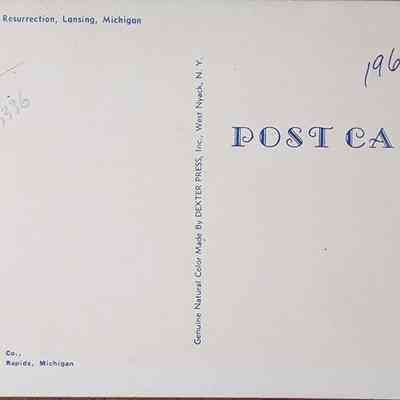 Resurrection, Lansing, Michigan
196
3396
POST CA
Genuine Natural Color Made By DEXTER PRESS, Inc., West Nyack, N. Y.
Co.,
Rapids, Michigan